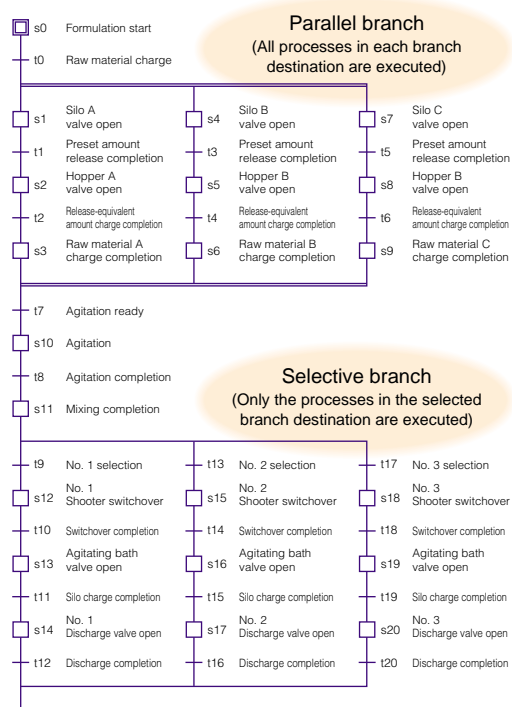 s0 Formulation start
Parallel branch
(All processes in each branch
destination are executed)
t0 Raw material charge
s1 Silo A
valve open
s4 Silo B
valve open
s7 Silo C
valve open
t1 Preset amount
release completion
t3 Preset amount
release completion
t5 Preset amount
release completion
s2 Hopper A
valve open
s5 Hopper B
valve open
s8 Hopper B
valve open
t2 Release-equivalent
amount charge completion
t4 Release-equivalent
amount charge completion
t6 Release-equivalent
amount charge completion
s3 Raw material A
charge completion
s6 Raw material B
charge completion
s9 Raw material C
charge completion
t7 Agitation ready
s10 Agitation
t8 Agitation completion
s11 Mixing completion
Selective branch
(Only the processes in the selected
branch destination are executed)
t9 No. 1 selection
t13 No. 2 selection
t17 No. 3 selection
s12 No. 1
Shooter switchover
s15 No. 2
Shooter switchover
s18 No. 3
Shooter switchover
t10 Switchover completion
t14 Switchover completion
t18 Switchover completion
s13 Agitating bath
valve open
s16 Agitating bath
valve open
s19 Agitating bath
valve open
t11 Silo charge completion
t15 Silo charge completion
t19 Silo charge completion
s14 No. 1
Discharge valve open
s17 No. 2
Discharge valve open
s20 No. 3
Discharge valve open
t12 Discharge completion
t16 Discharge completion
t20 Discharge completion